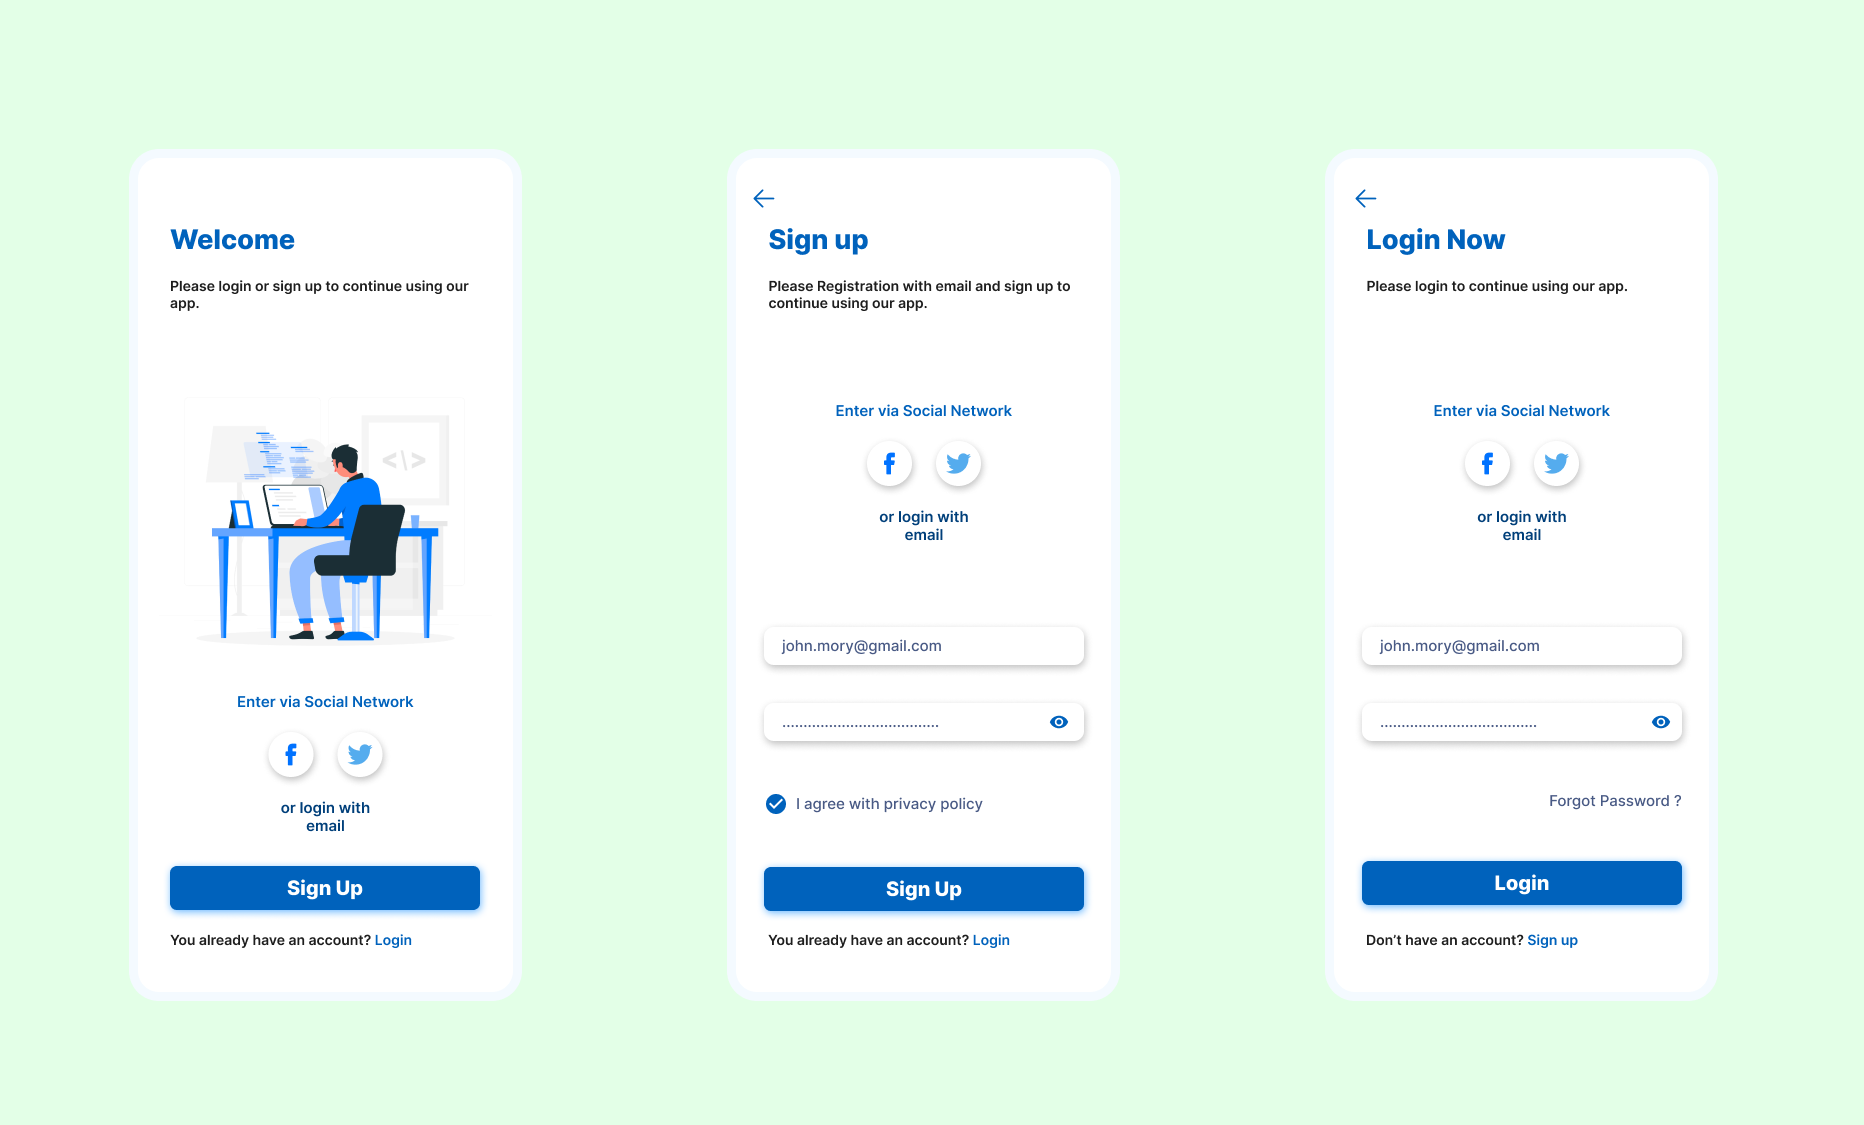 Welcome
Please login or sign up to continue using our
app.
</>
Enter via Social Network
or login with
email
Sign Up
You already have an account? Login
Sign up
Please Registration with email and sign up to
continue using our app.
Enter via Social Network
or login with
email
john.mory@gmail.com
.....................................
I agree with privacy policy
Sign Up
You already have an account? Login
Login Now
Please login to continue using our app.
Enter via Social Network
or login with
email
john.mory@gmail.com
.....................................
Forgot Password ?
Login
Don’t have an account? Sign up